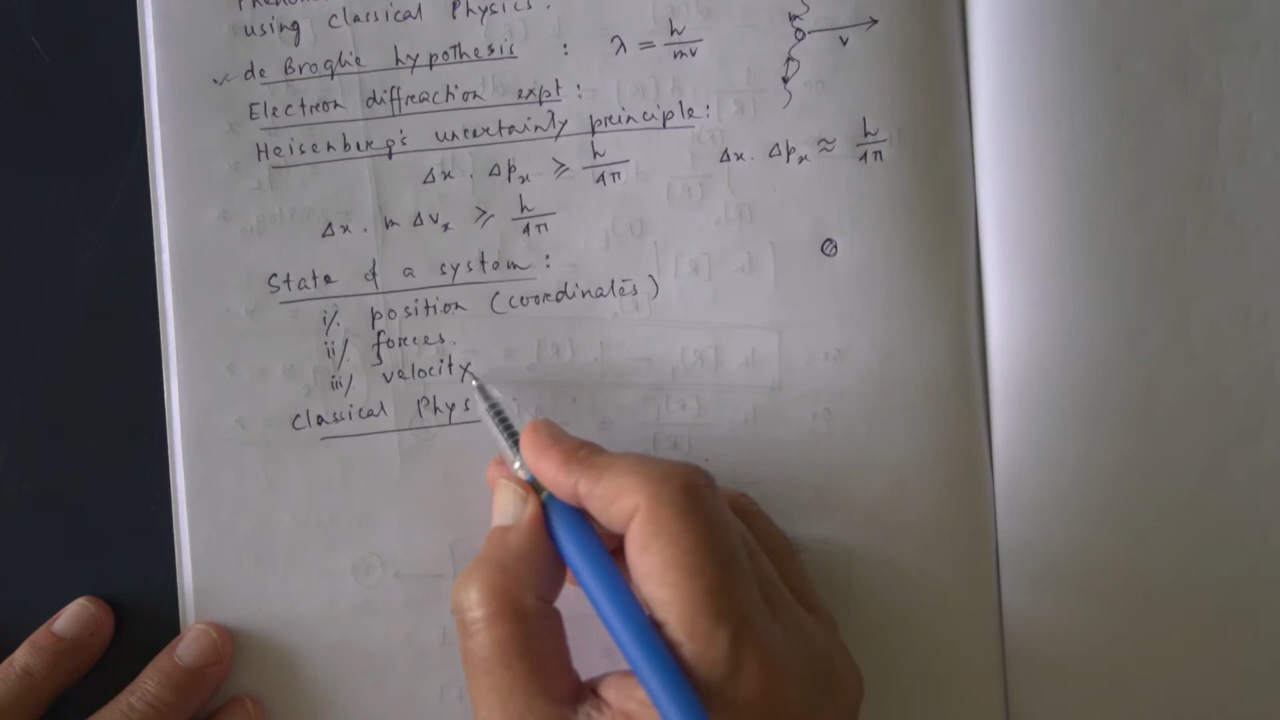 using Classical Physics.
de Broglie hypothesis : λ = h/mv
m
v
Electron diffraction expt :
Heisenberg's uncertainty principle :
Δx . Δpₓ ⩾ h/4π
Δx . Δpₓ ≈ h/4π
Δx . m Δvₓ ⩾ h/4π
State of a system :
i/. position (coordinates)
ii/. forces.
iii/. velocity
Classical Phys